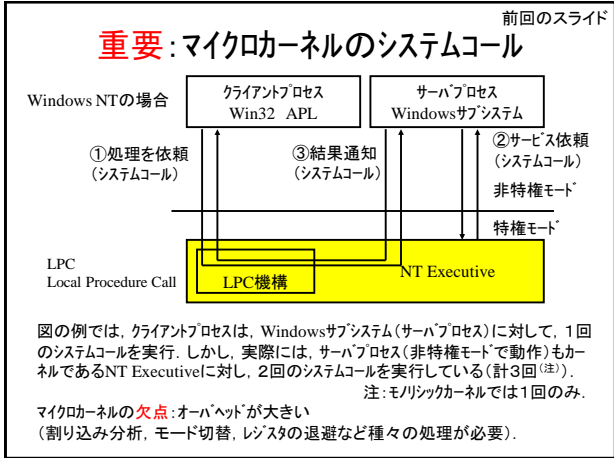 前回のスライド
重要:マイクロカーネルのシステムコール
Windows NTの場合
クライアントプロセス
Win32 APL
サーバプロセス
Windowsサブシステム
①処理を依頼
(システムコール)
③結果通知
(システムコール)
②サービス依頼
(システムコール)
非特権モード
特権モード
LPC
Local Procedure Call
LPC機構
NT Executive
図の例では,クライアントプロセスは,Windowsサブシステム(サーバプロセス)に対して,1回
のシステムコールを実行.しかし,実際には,サーバプロセス(非特権モードで動作)もカー
ネルであるNT Executiveに対し,2回のシステムコールを実行している(計3回(注)).
注:モノリシックカーネルでは1回のみ.
マイクロカーネルの欠点:オーバヘッドが大きい
(割り込み分析,モード切替,レジスタの退避など種々の処理が必要).